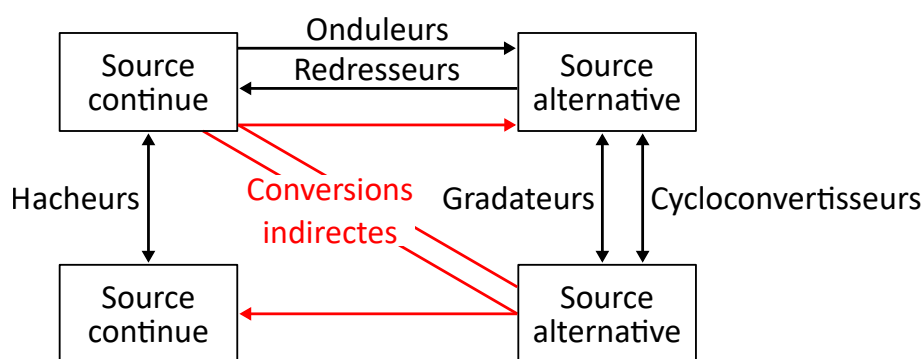 Onduleurs
Source
continue
Redresseurs
Source
alternative
Hacheurs
Conversions
indirectes
Gradateurs
Cycloconvertisseurs
Source
continue
Source
alternative